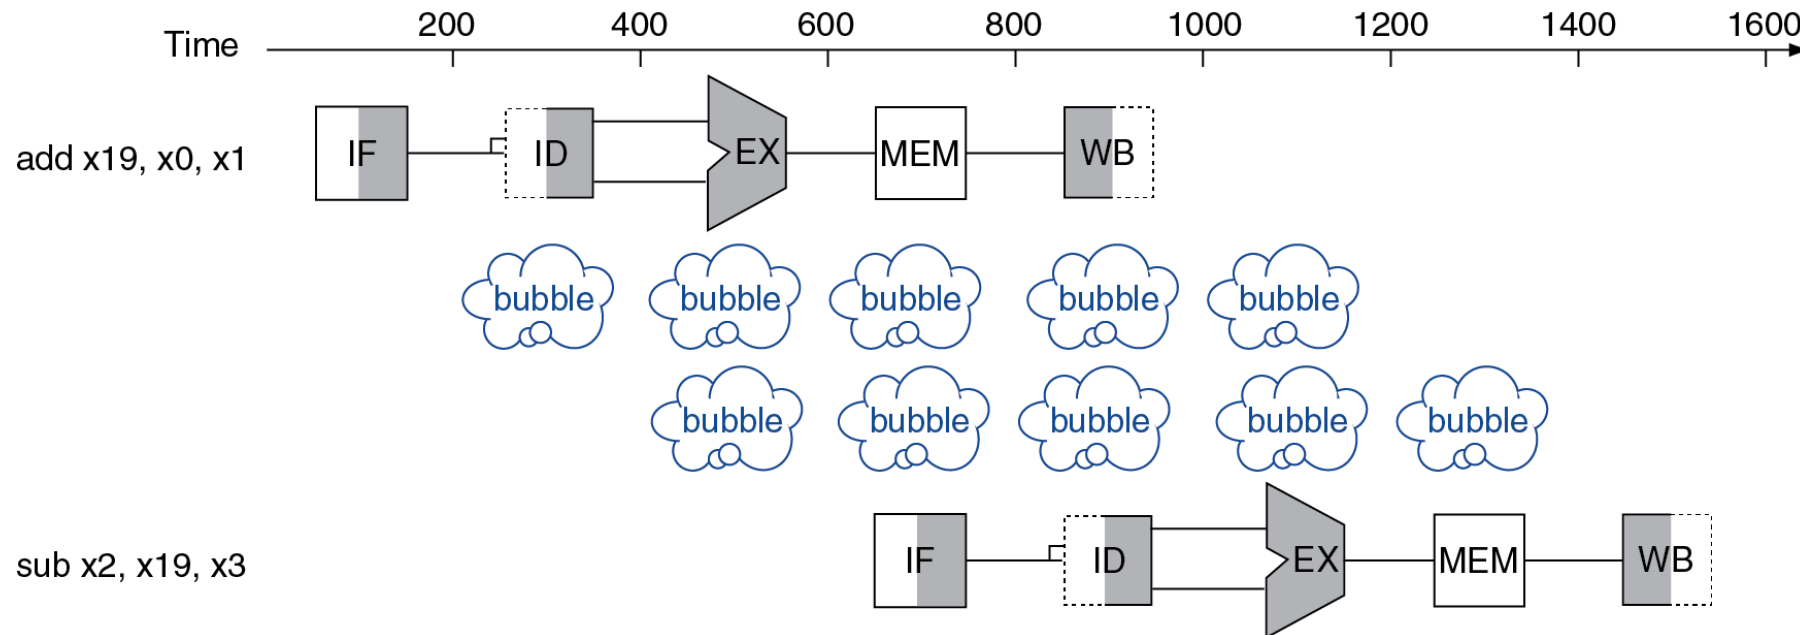 200 400 600 800 1000 1200 1400 1600
Time
add x19, x0, x1 IF ID EX MEM WB
bubble bubble bubble bubble bubble
bubble bubble bubble bubble bubble
sub x2, x19, x3 IF ID EX MEM WB